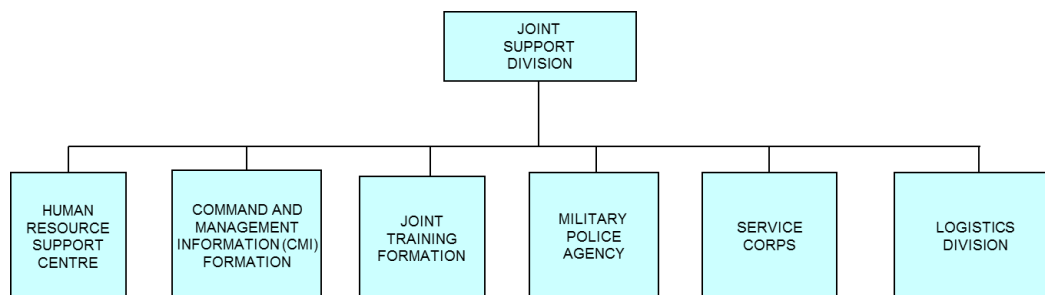 JOINT
SUPPORT
DIVISION
HUMAN
RESOURCE
SUPPORT
CENTRE
COMMAND AND
MANAGEMENT
INFORMATION (CMI)
FORMATION
JOINT
TRAINING
FORMATION
MILITARY
POLICE
AGENCY
SERVICE
CORPS
LOGISTICS
DIVISION